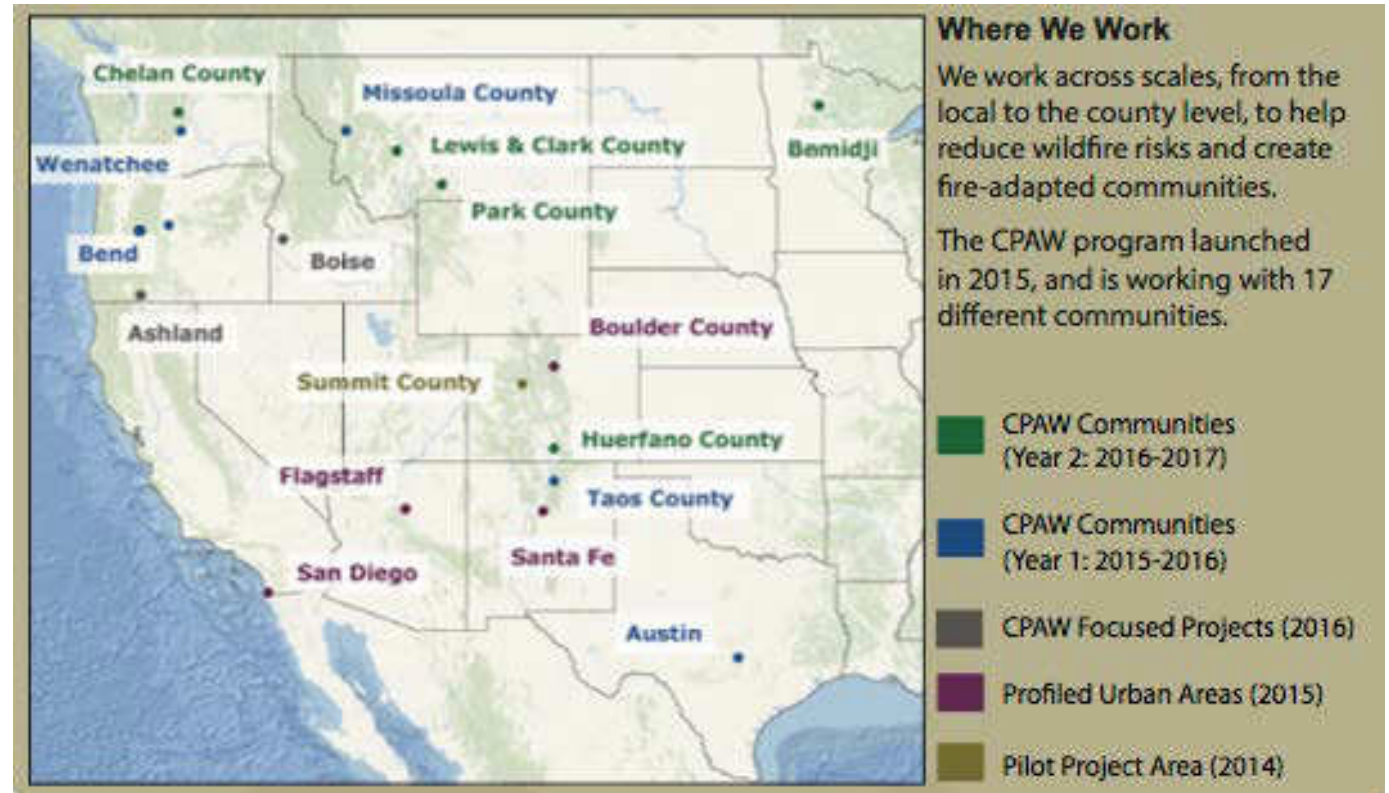 Where We Work
We work across scales, from the
local to the county level, to help
reduce wildfire risks and create
fire-adapted communities.
The CPAW program launched
in 2015, and is working with 17
different communities.
Chelan County
Missoula County
Lewis & Clark County
Bemidji
Wenatchee
Park County
Bend
Boise
Ashland
Boulder County
Summit County
Huerfano County
Flagstaff
Taos County
Santa Fe
San Diego
Austin
CPAW Communities
(Year 2: 2016-2017)
CPAW Communities
(Year 1: 2015-2016)
CPAW Focused Projects (2016)
Profiled Urban Areas (2015)
Pilot Project Area (2014)